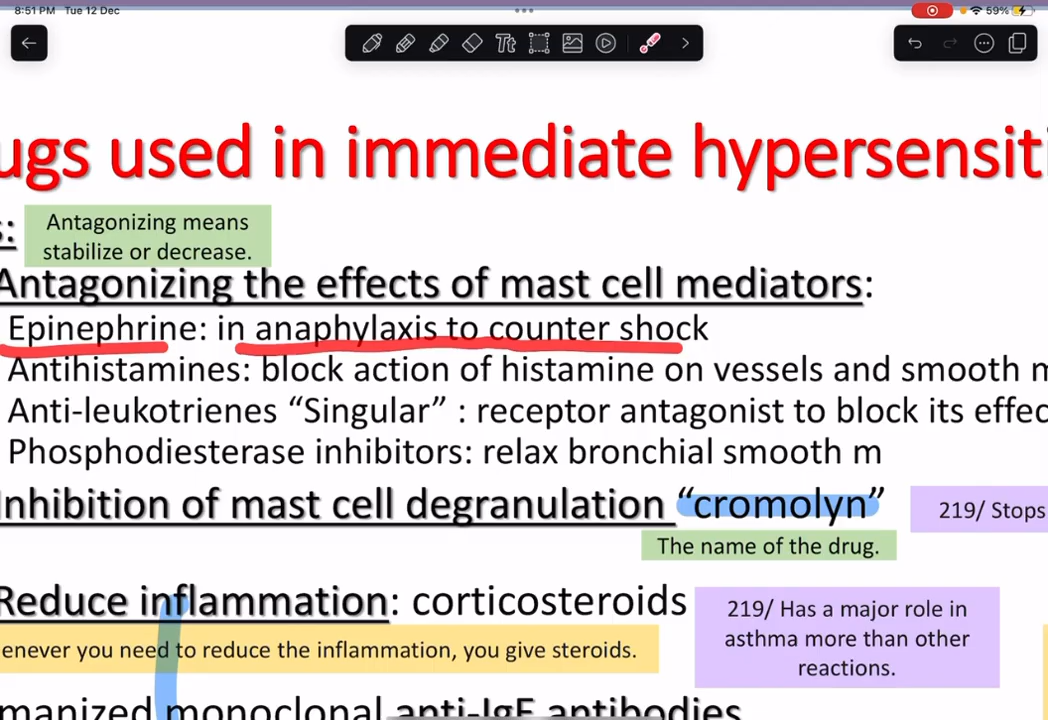 8:51 PM Tue 12 Dec
59%
Tt
ugs used in immediate hypersensiti
s:
Antagonizing means
stabilize or decrease.
Antagonizing the effects of mast cell mediators:
Epinephrine: in anaphylaxis to counter shock
Antihistamines: block action of histamine on vessels and smooth m
Anti-leukotrienes “Singular” : receptor antagonist to block its effec
Phosphodiesterase inhibitors: relax bronchial smooth m
Inhibition of mast cell degranulation “cromolyn”
219/ Stops
The name of the drug.
Reduce inflammation: corticosteroids
219/ Has a major role in
asthma more than other
reactions.
enever you need to reduce the inflammation, you give steroids.
manized monoclonal anti-IgE antibodies